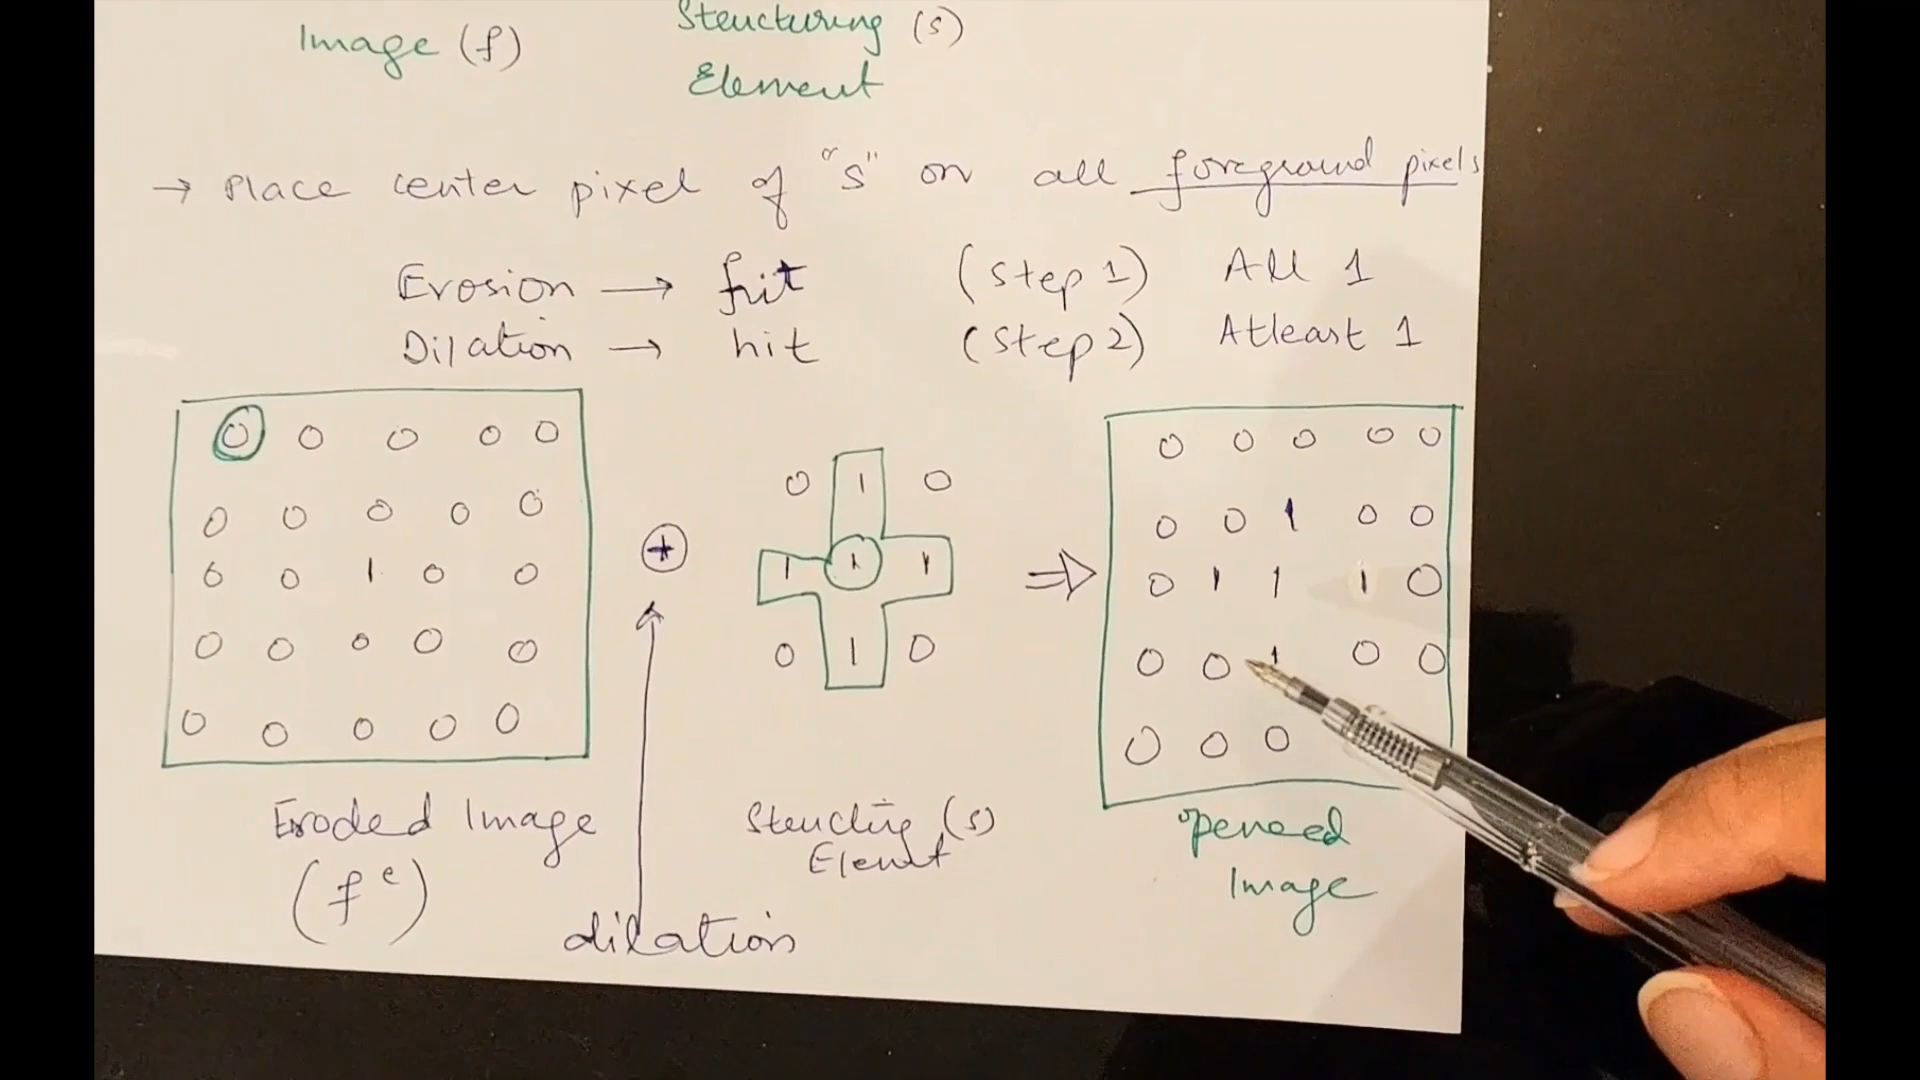 Image (f)
Structuring (s)
Element
→ Place center pixel of "s" on all foreground pixels
Erosion → fit (Step 1) All 1
Dilation → hit (Step 2) Atleast 1
0 0 0 0 0
0 0 0 0 0
0 0 1 0 0
0 0 0 0 0
0 0 0 0 0
Eroded Image
(f^e)
+
dilation
0 1 0
1 1 1
0 1 0
Structing (s)
Elemt
⇒
0 0 0 0 0
0 0 1 0 0
0 1 1 1 0
0 0 1 0 0
0 0 0
Opened
Image